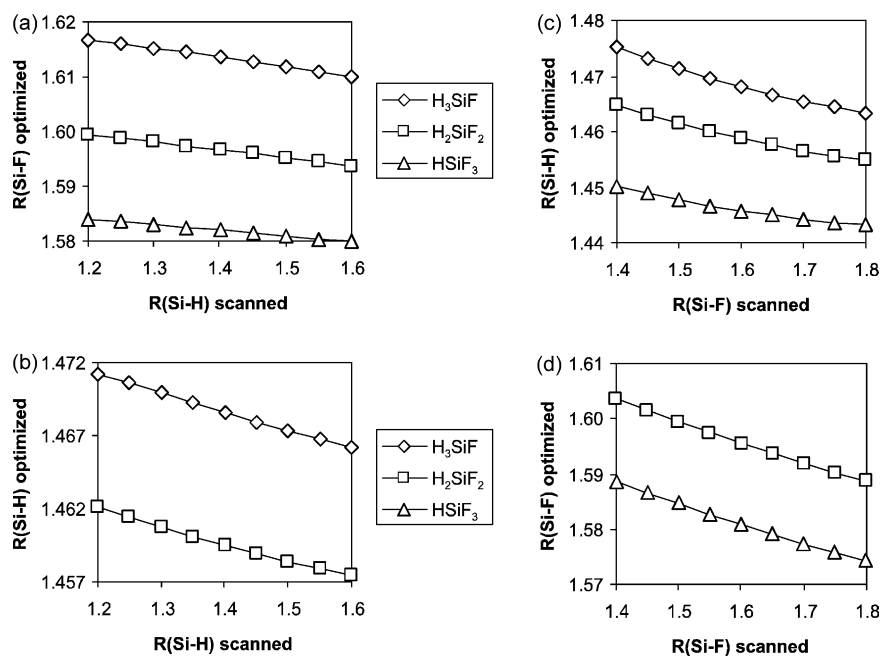 (a)
1.62
1.61
1.60
1.59
1.58
1.2 1.3 1.4 1.5 1.6
R(Si-F) optimized
R(Si-H) scanned
H₃SiF
H₂SiF₂
HSiF₃
(c)
1.48
1.47
1.46
1.45
1.44
1.4 1.5 1.6 1.7 1.8
R(Si-H) optimized
R(Si-F) scanned
(b)
1.472
1.467
1.462
1.457
1.2 1.3 1.4 1.5 1.6
R(Si-H) optimized
R(Si-H) scanned
H₃SiF
H₂SiF₂
HSiF₃
(d)
1.61
1.60
1.59
1.58
1.57
1.4 1.5 1.6 1.7 1.8
R(Si-F) optimized
R(Si-F) scanned